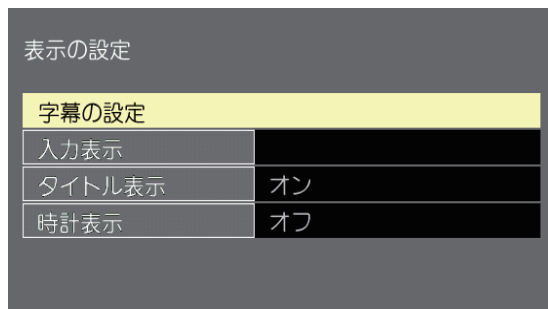 表示の設定
字幕の設定
入力表示
タイトル表示 オン
時計表示 オフ